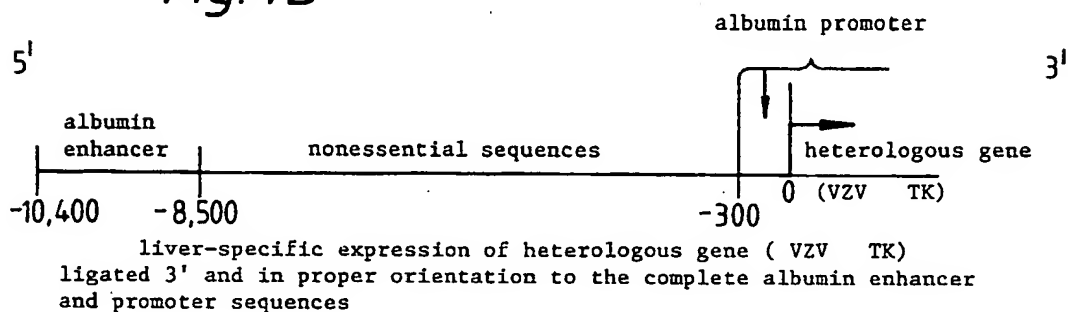 Fig. 1B
albumin promoter
5' 3'
albumin
enhancer nonessential sequences heterologous gene
-10,400 -8,500 -300 0 (VZV TK)
liver-specific expression of heterologous gene ( VZV TK)
ligated 3' and in proper orientation to the complete albumin enhancer
and promoter sequences